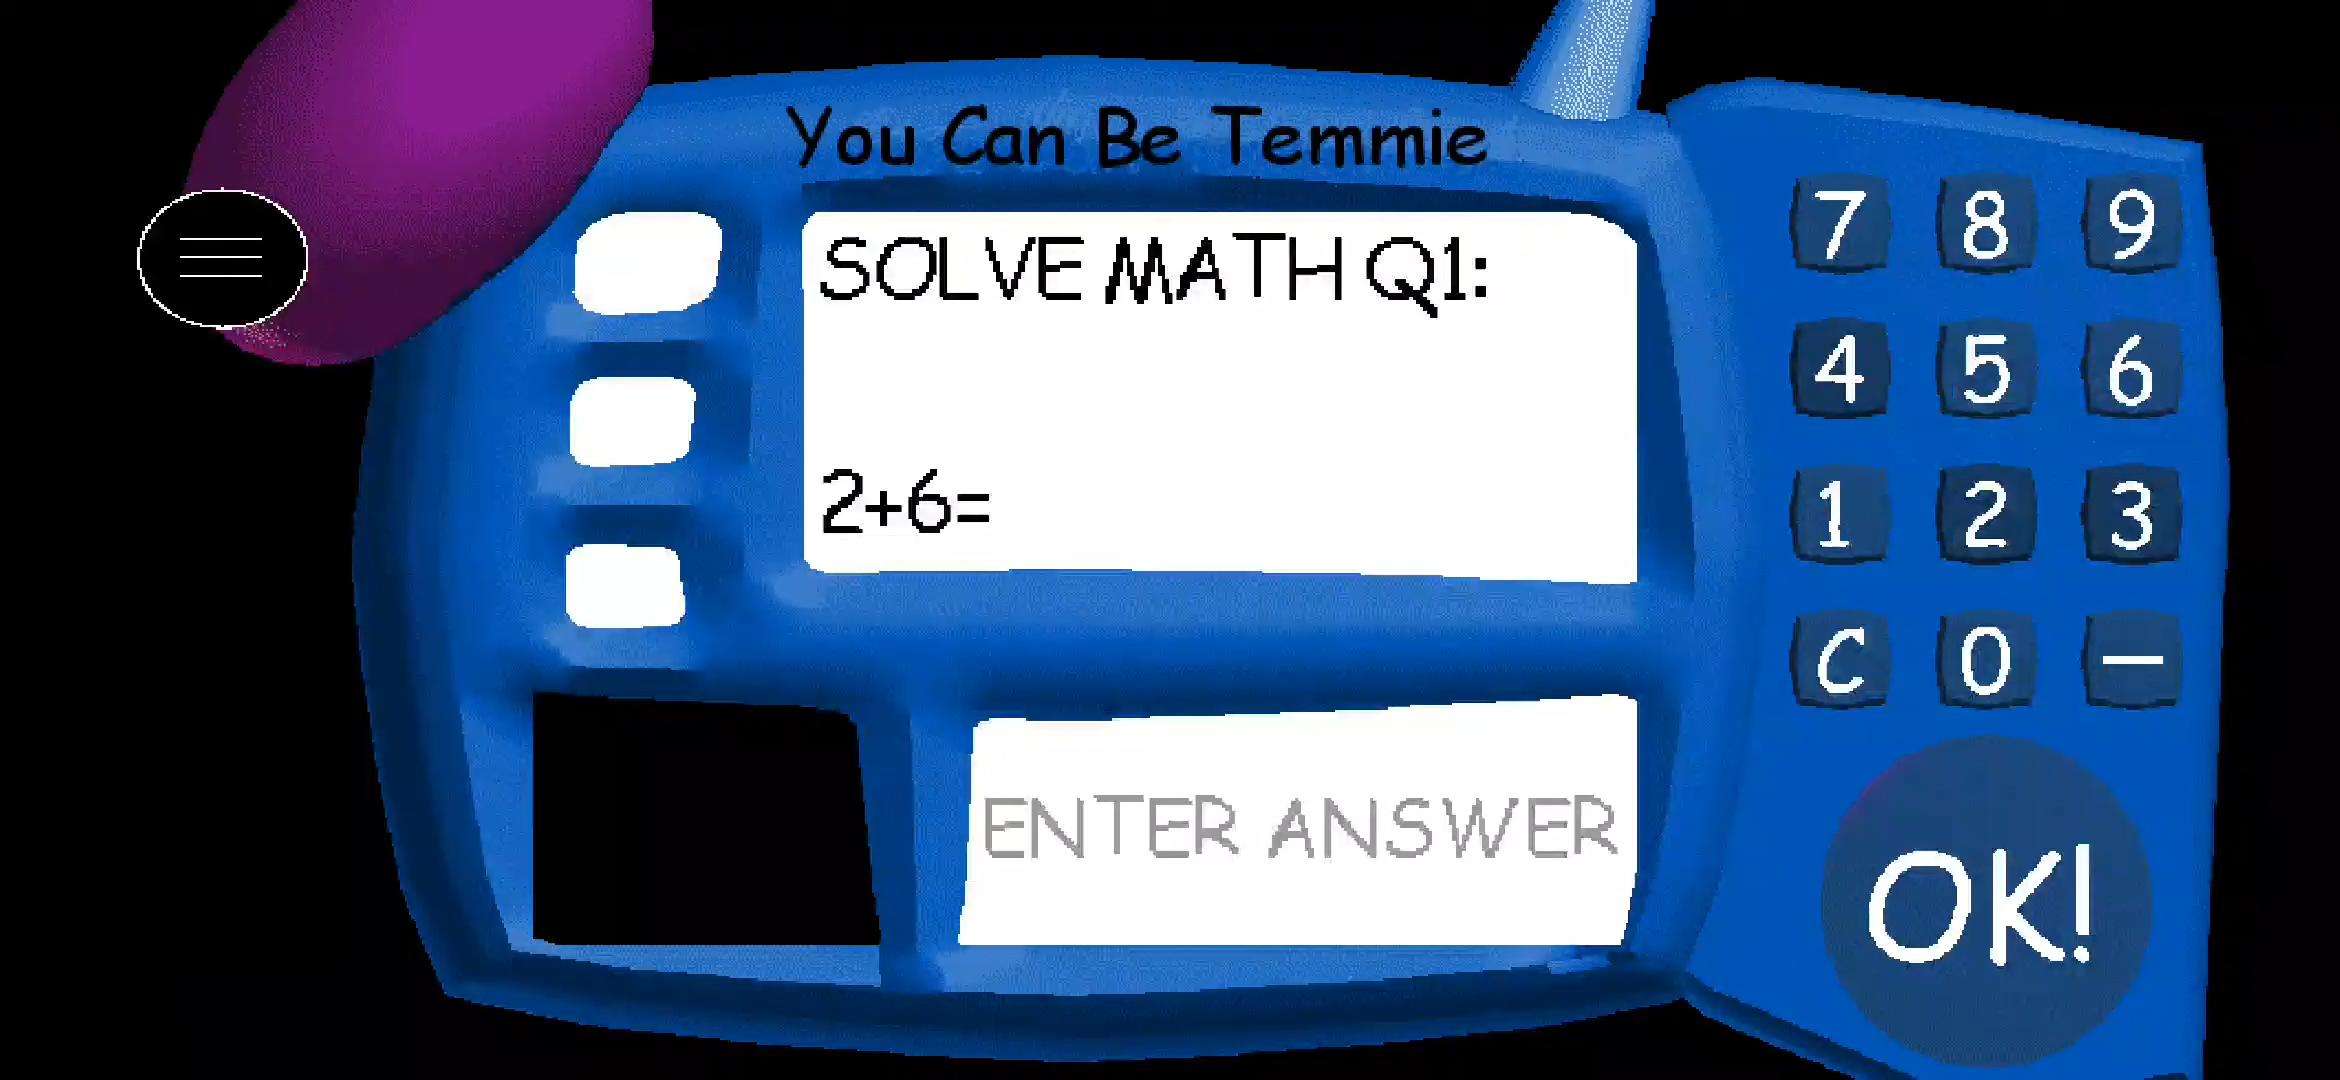 You Can Be Temmie
SOLVE MATH Q1:
2+6=
ENTER ANSWER
7 8 9
4 5 6
1 2 3
C 0 —
OK!